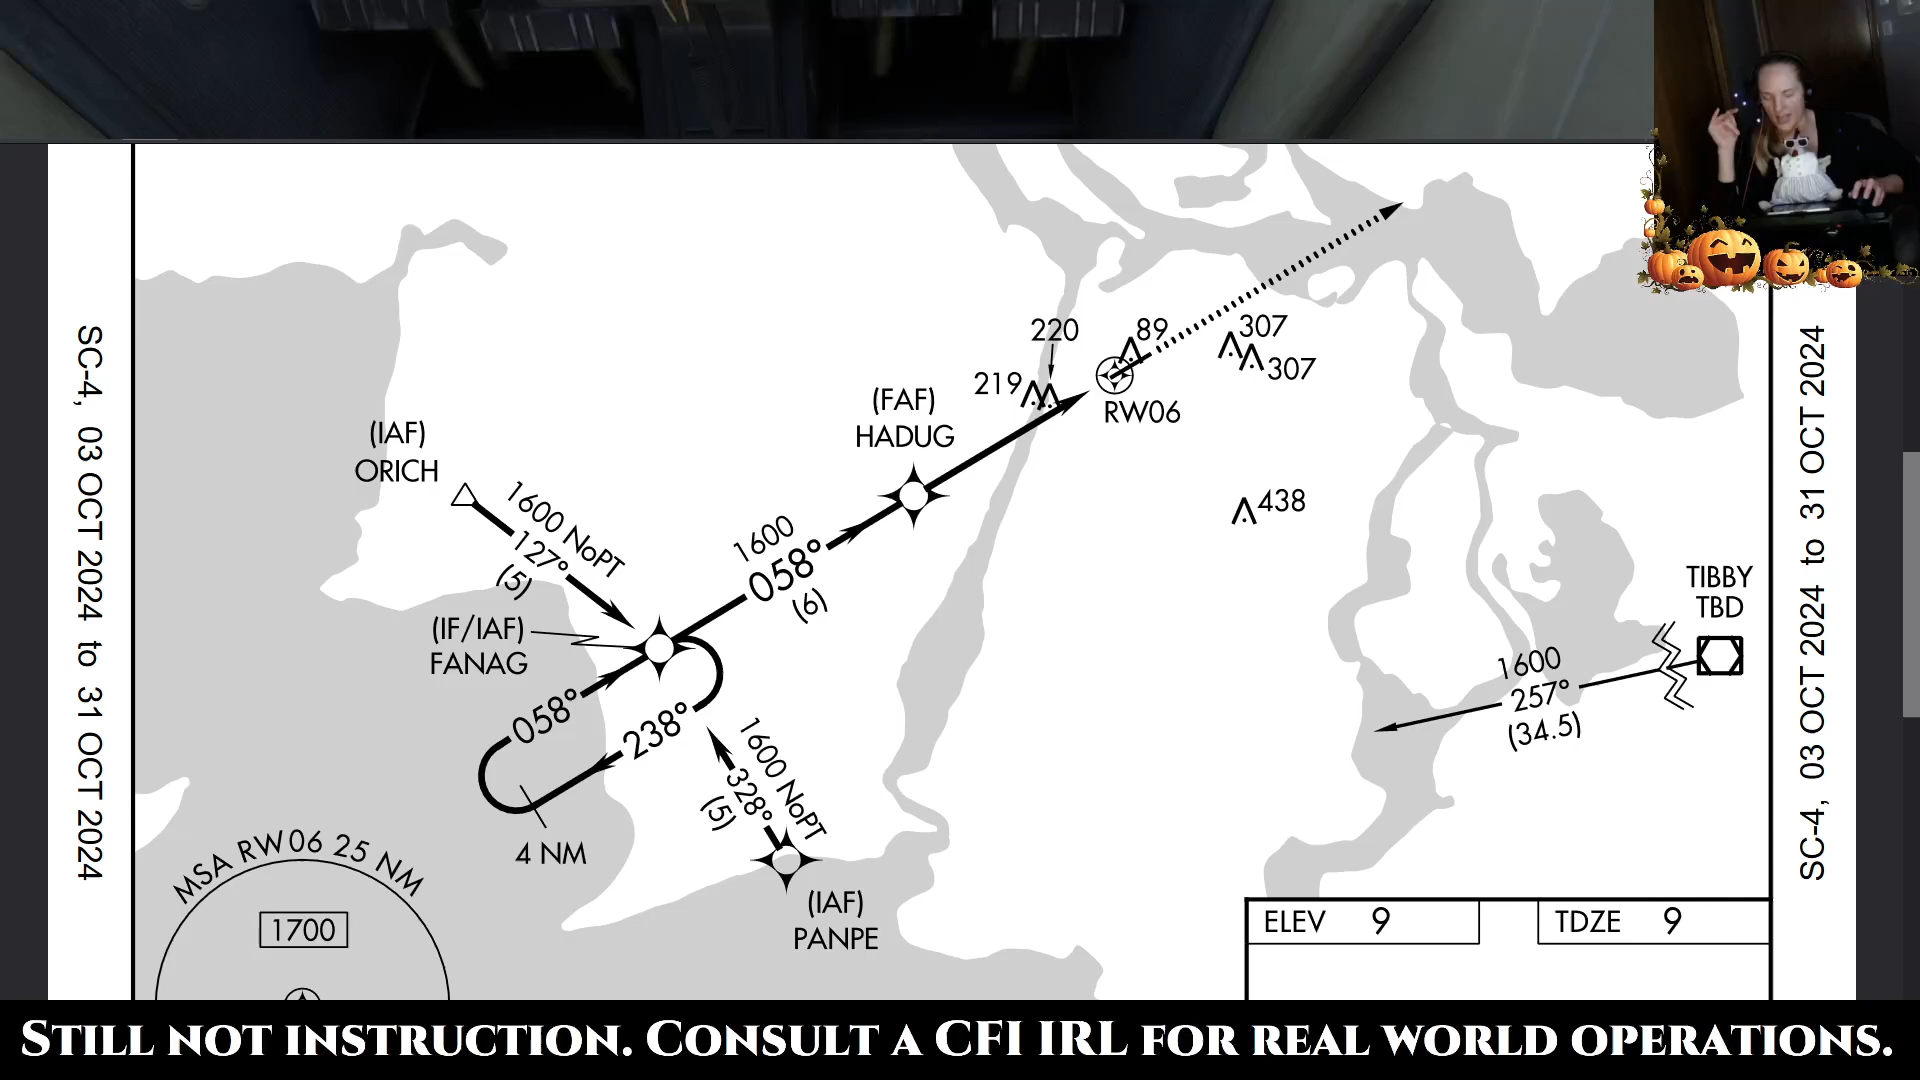 SC-4, 03 OCT 2024 to 31 OCT 2024
220
89
307
219
307
RW06
(FAF)
HADUG
(IAF)
ORICH
1600 NoPT
127°
(5)
1600
058°
(6)
438
(IF/IAF)
FANAG
058°
238°
4 NM
1600 NoPT
328°
(5)
(IAF)
PANPE
TIBBY
TBD
1600
257°
(34.5)
MSA RW06 25 NM
1700
ELEV 9
TDZE 9
SC-4, 03 OCT 2024 to 31 OCT 2024
STILL NOT INSTRUCTION. CONSULT A CFI IRL FOR REAL WORLD OPERATIONS.